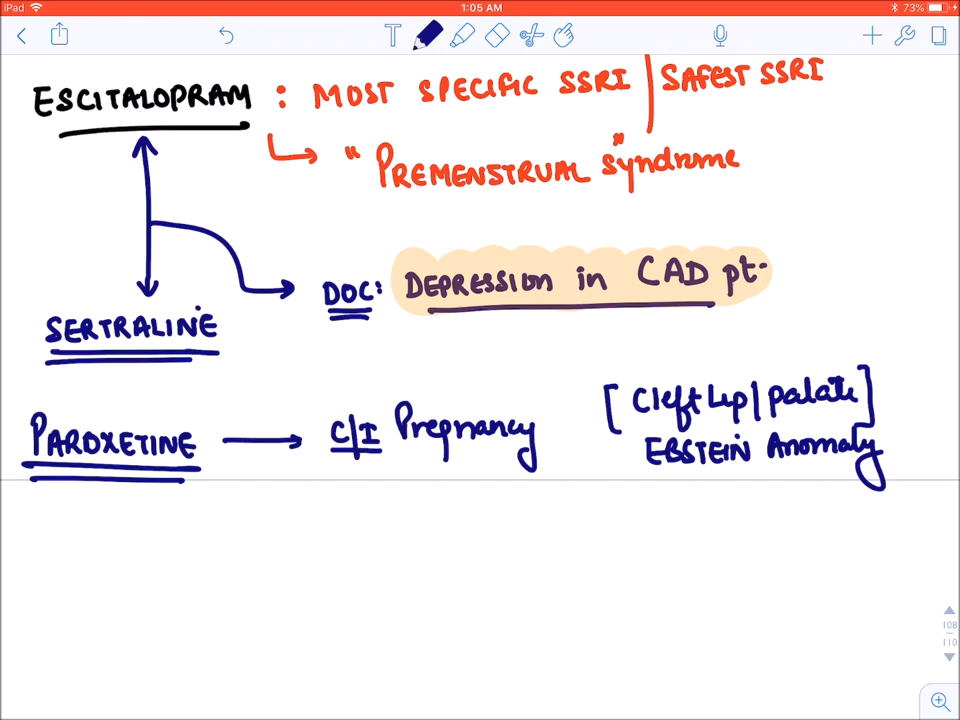 iPad 1:05 AM 73%
T
ESCITALOPRAM : MOST SPECIFIC SSRI | SAFEST SSRI
"PREMENSTRUAL syndrome"
DOC: DEPRESSION in CAD pt.
SERTRALINE
[Cleft Lip | Palate]
PAROXETINE → C/I Pregnancy
EBSTEIN Anomaly
108
110